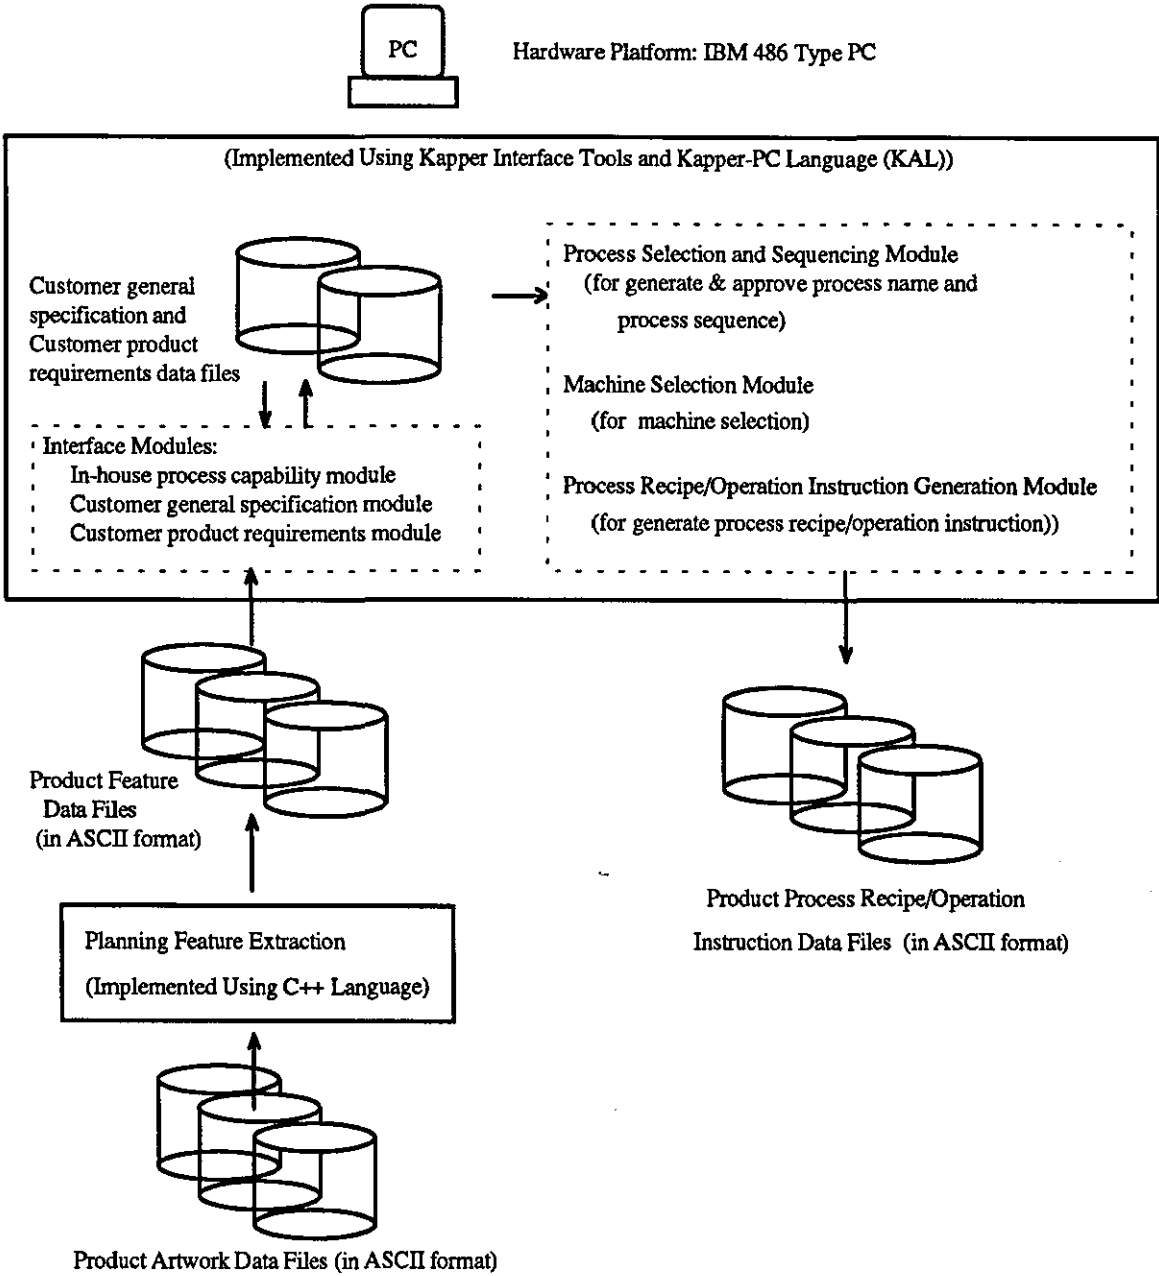 PC
Hardware Platform: IBM 486 Type PC
(Implemented Using Kapper Interface Tools and Kapper-PC Language (KAL))
Customer general
specification and
Customer product
requirements data files
Process Selection and Sequencing Module
(for generate & approve process name and
process sequence)
Machine Selection Module
(for machine selection)
Process Recipe/Operation Instruction Generation Module
(for generate process recipe/operation instruction))
Interface Modules:
In-house process capability module
Customer general specification module
Customer product requirements module
Product Feature
Data Files
(in ASCII format)
Product Process Recipe/Operation
Instruction Data Files (in ASCII format)
Planning Feature Extraction
(Implemented Using C++ Language)
Product Artwork Data Files (in ASCII format)